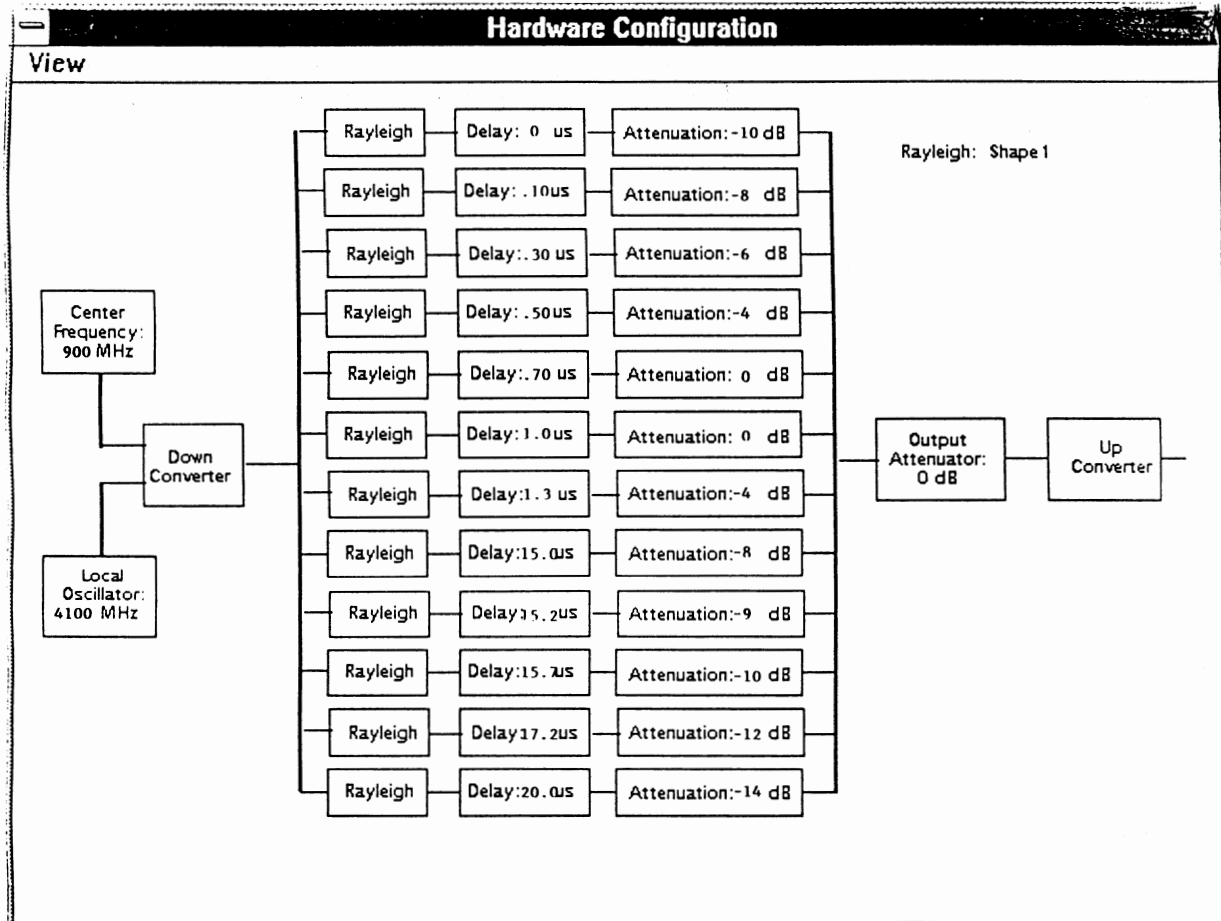 Hardware Configuration
View
Rayleigh Delay: 0 us Attenuation:-10 dB
Rayleigh: Shape 1
Rayleigh Delay: .10us Attenuation:-8 dB
Rayleigh Delay:.30 us Attenuation:-6 dB
Rayleigh Delay: .50us Attenuation:-4 dB
Center
Frequency:
900 MHz
Rayleigh Delay:.70 us Attenuation: 0 dB
Rayleigh Delay:1.0us Attenuation: 0 dB
Down
Converter
Output
Attenuator:
0 dB
Up
Converter
Rayleigh Delay:1.3 us Attenuation:-4 dB
Rayleigh Delay:15.0us Attenuation:-8 dB
Local
Oscillator:
4100 MHz
Rayleigh Delay:15.2us Attenuation:-9 dB
Rayleigh Delay:15.7us Attenuation:-10 dB
Rayleigh Delay:17.2us Attenuation:-12 dB
Rayleigh Delay:20.0us Attenuation:-14 dB